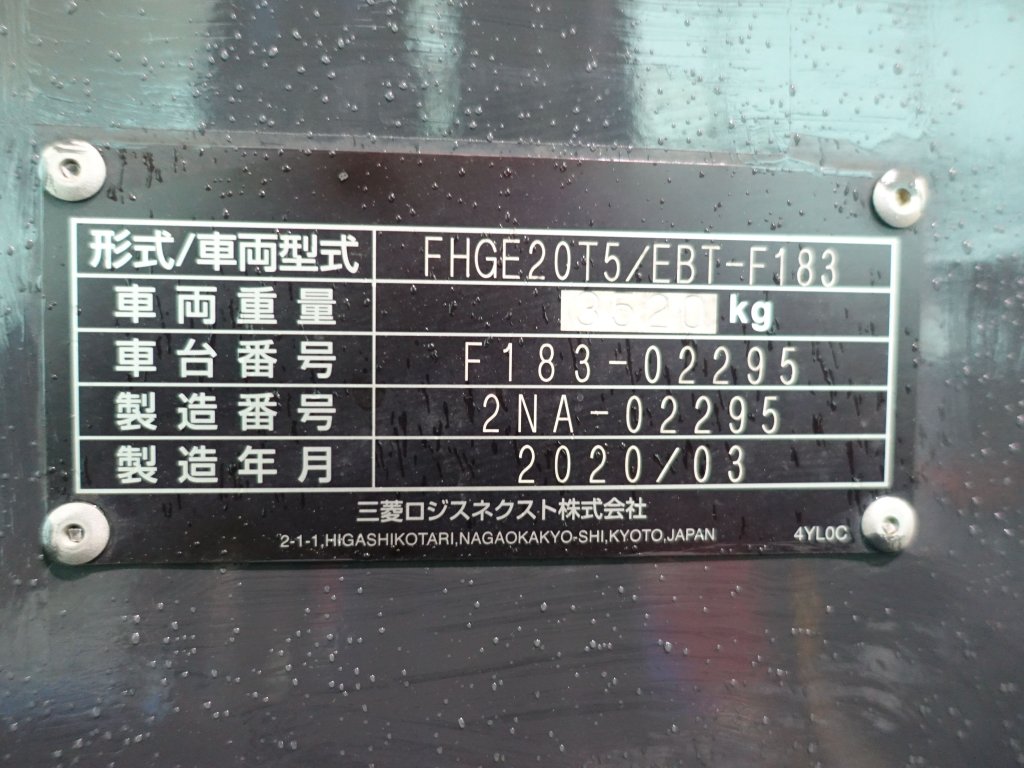 形式/車両型式 FHGE20T5/EBT-F183
車両重量 3620 kg
車台番号 F183-02295
製造番号 2NA-02295
製造年月 2020/03
三菱ロジスネクスト株式会社
2-1-1,HIGASHIKOTARI,NAGAOKAKYO-SHI,KYOTO,JAPAN 4YL0C